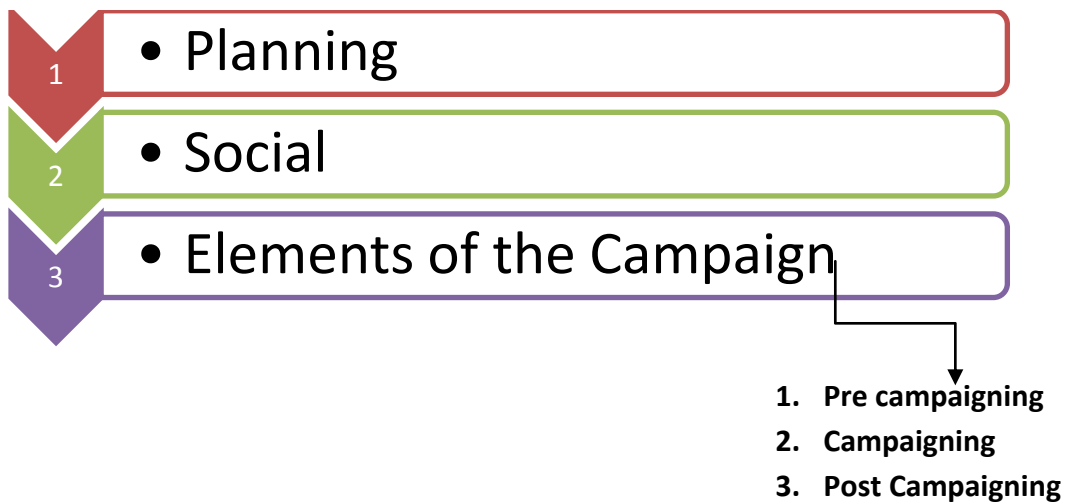 1
• Planning
2
• Social
3
• Elements of the Campaign
1. Pre campaigning
2. Campaigning
3. Post Campaigning